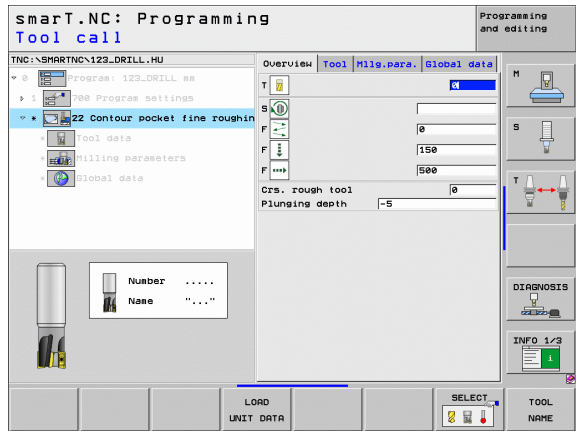 smarT.NC: Programming
Tool call
Programming
and editing
TNC:\SMARTNC\123_DRILL.HU
0 Program: 123_DRILL mm
1 700 Program settings
* 22 Contour pocket fine roughin
* Tool data
* Milling parameters
* Global data
Overview Tool Mllg.para. Global data
T 0
S
F 0
F 150
F 500
Crs. rough tool 0
Plunging depth -5
Number .....
Name "..."
M
S
T
DIAGNOSIS
INFO 1/3
LOAD
UNIT DATA
SELECT
TOOL
NAME